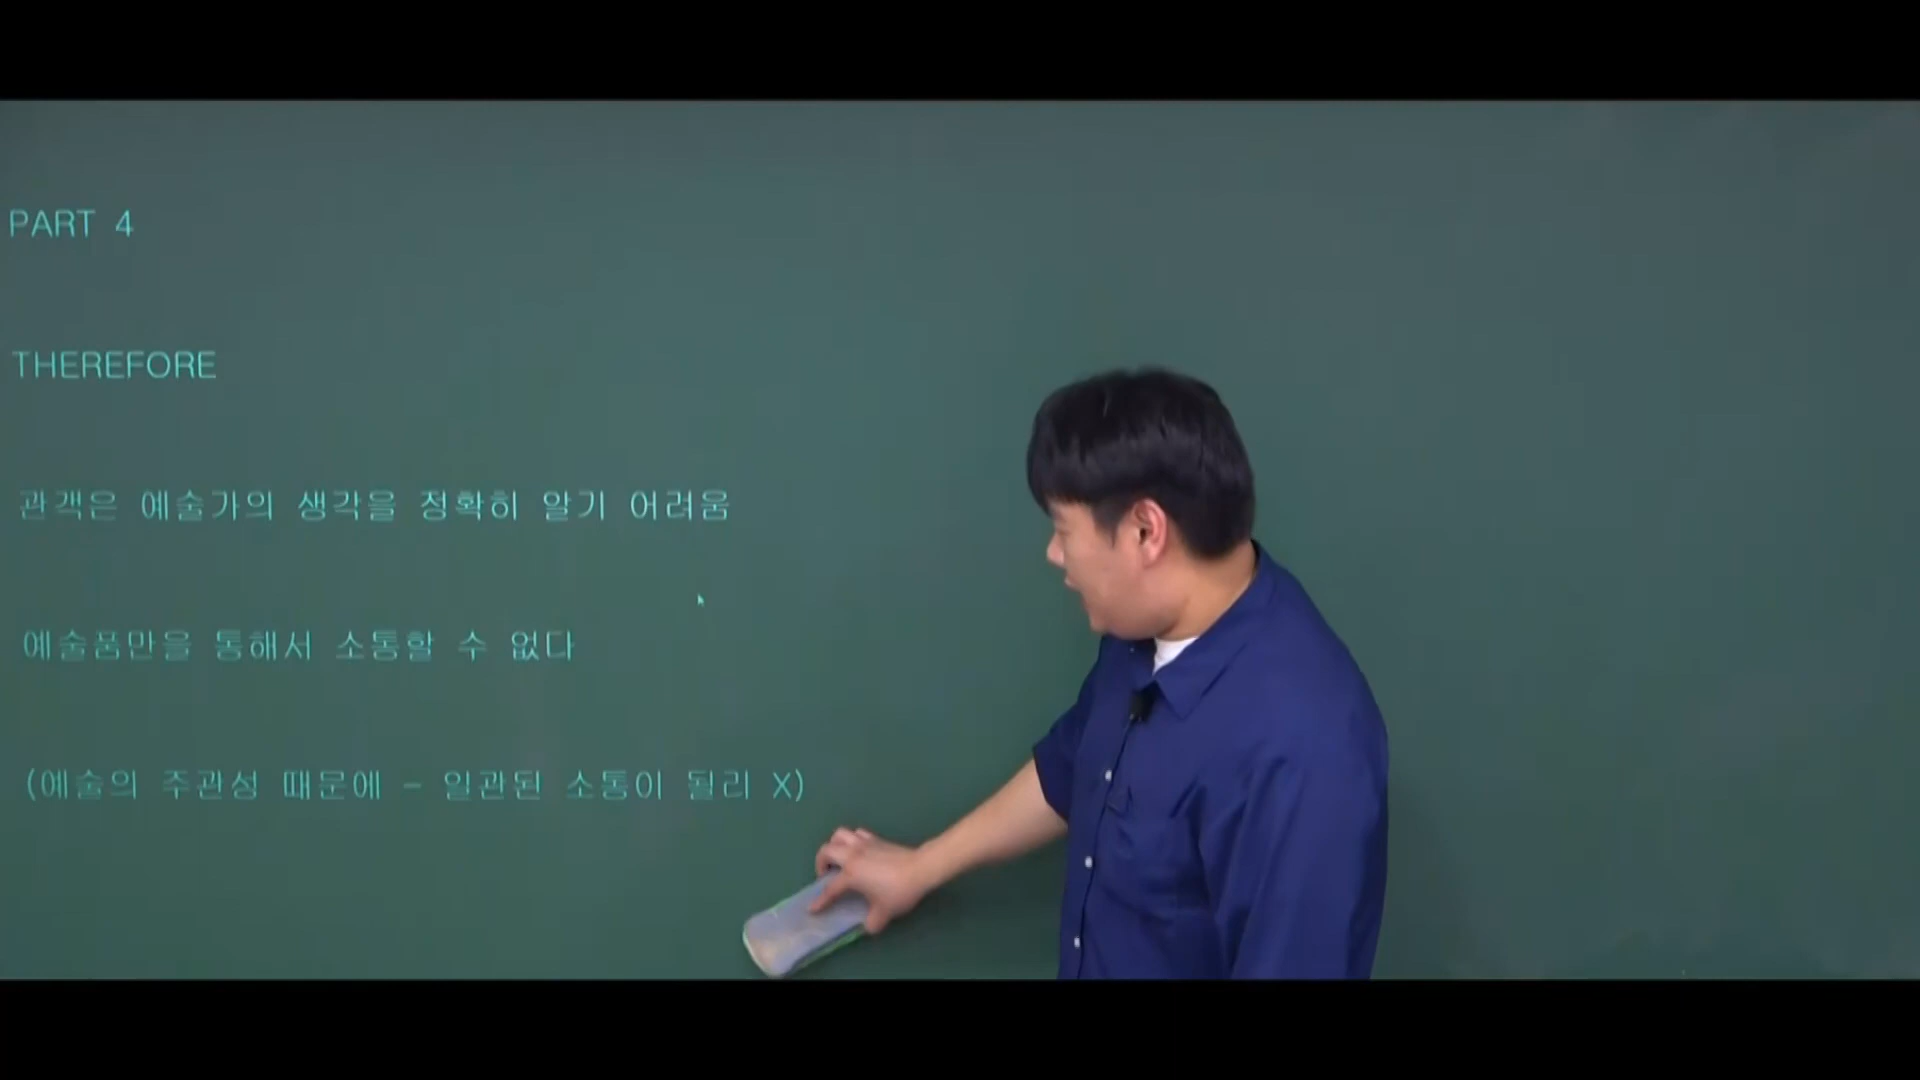 PART 4
THEREFORE
관객은 예술가의 생각을 정확히 알기 어려움
예술품만을 통해서 소통할 수 없다
(예술의 주관성 때문에 - 일관된 소통이 될리 X)